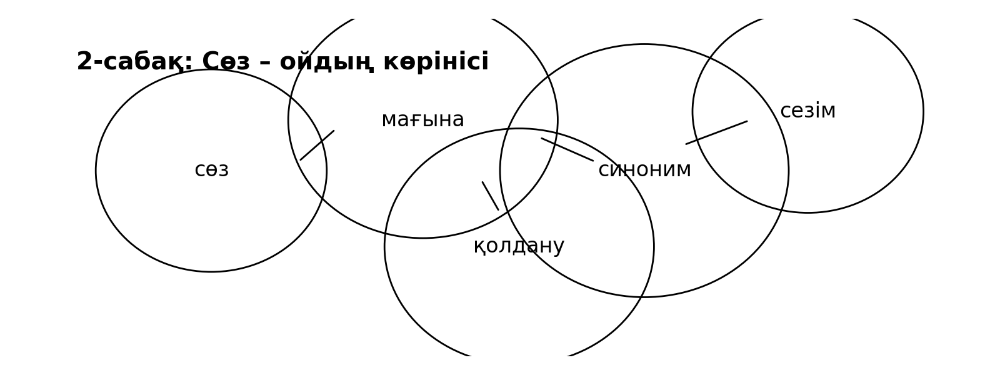 2-сабақ: Сөз – ойдың көрінісі
мағына
сезім
сөз
синоним
қолдану